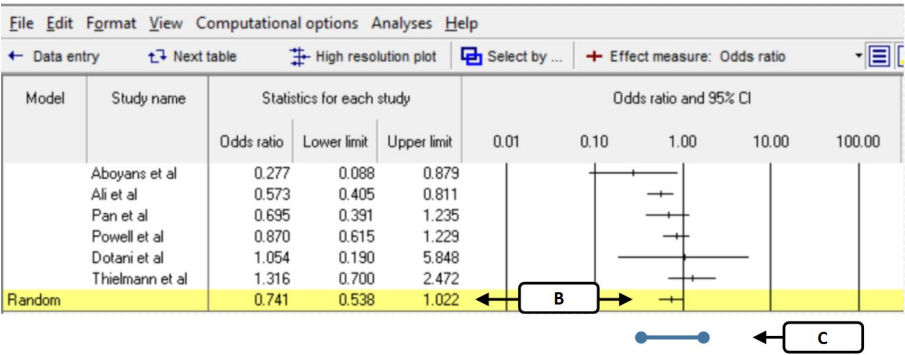 File Edit Format View Computational options Analyses Help
Data entry Next table High resolution plot Select by ... Effect measure: Odds ratio
Model Study name Statistics for each study Odds ratio and 95% CI
Odds ratio Lower limit Upper limit 0.01 0.10 1.00 10.00 100.00
Aboyans et al 0.277 0.088 0.879
Ali et al 0.573 0.405 0.811
Pan et al 0.695 0.391 1.235
Powell et al 0.870 0.615 1.229
Dotani et al 1.054 0.190 5.848
Thielmann et al 1.316 0.700 2.472
Random 0.741 0.538 1.022 B
C